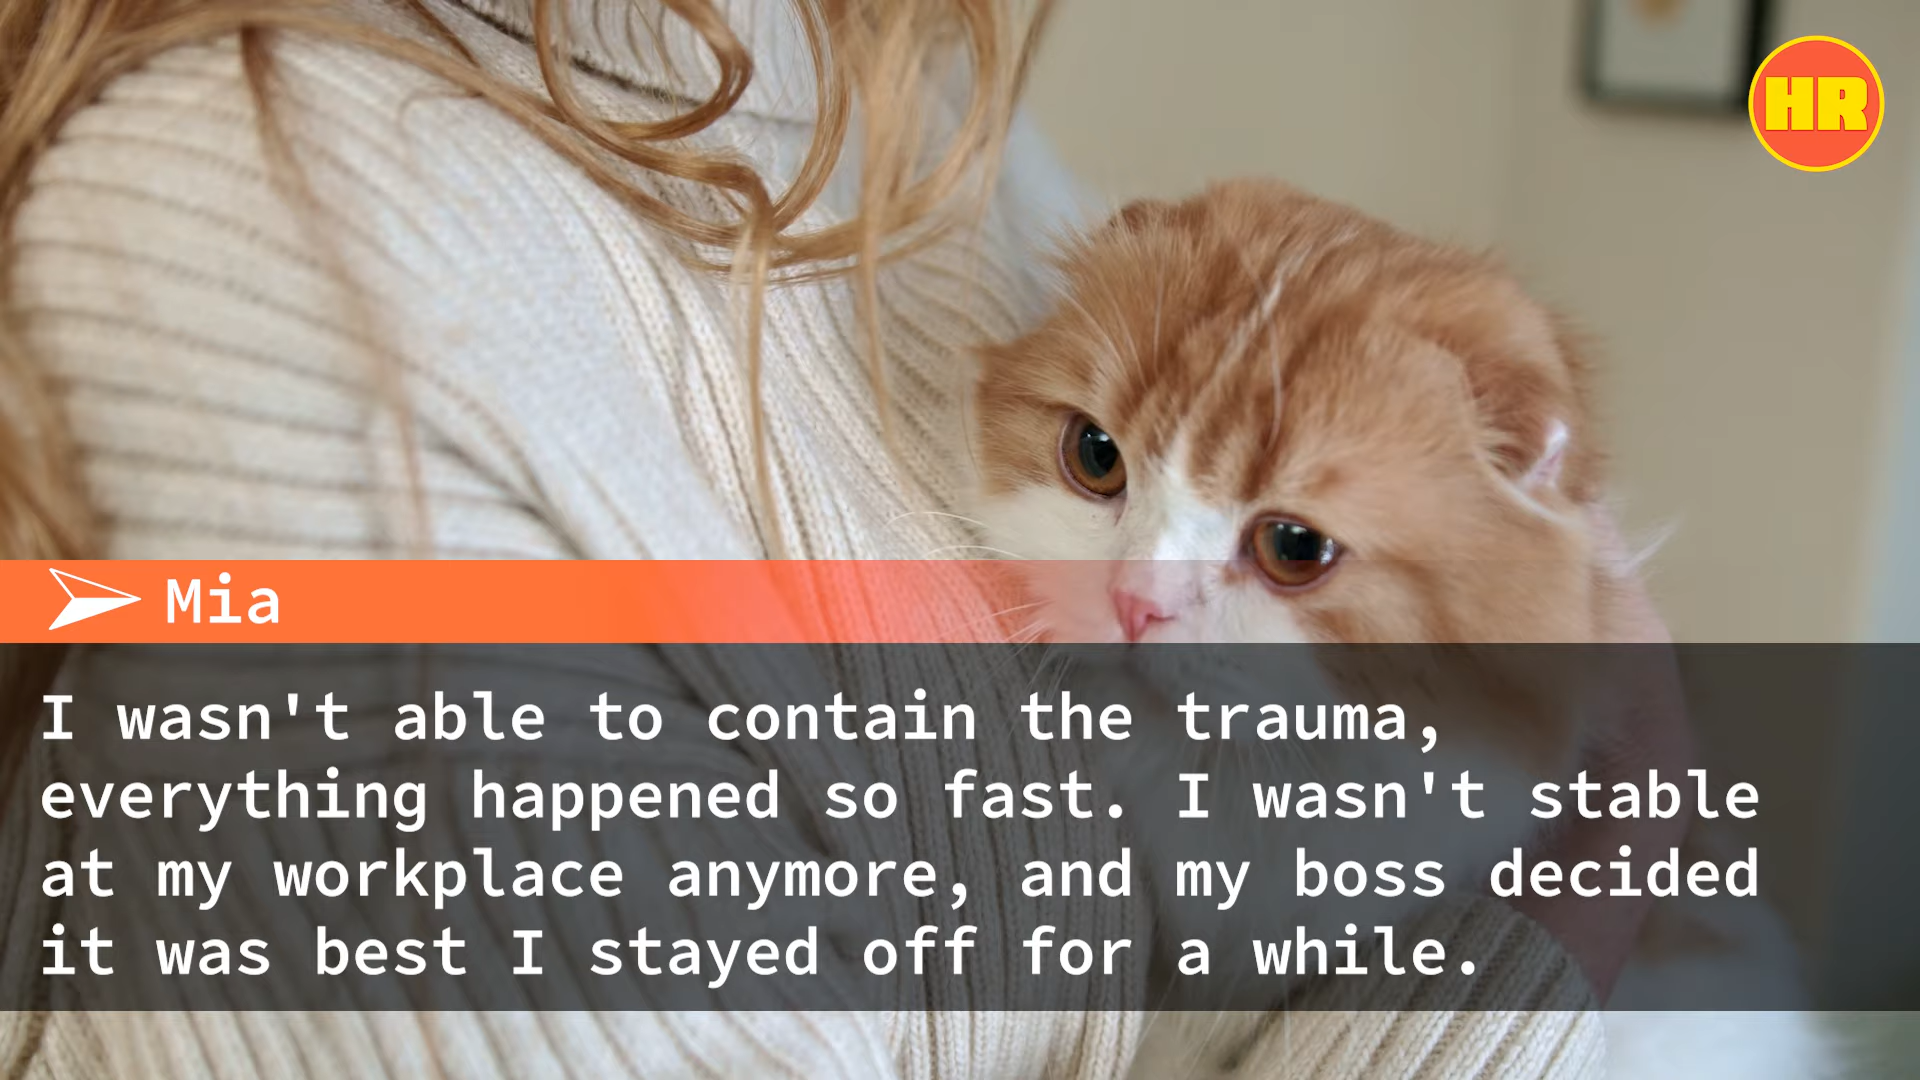 HR
Mia
I wasn't able to contain the trauma,
everything happened so fast. I wasn't stable
at my workplace anymore, and my boss decided
it was best I stayed off for a while.